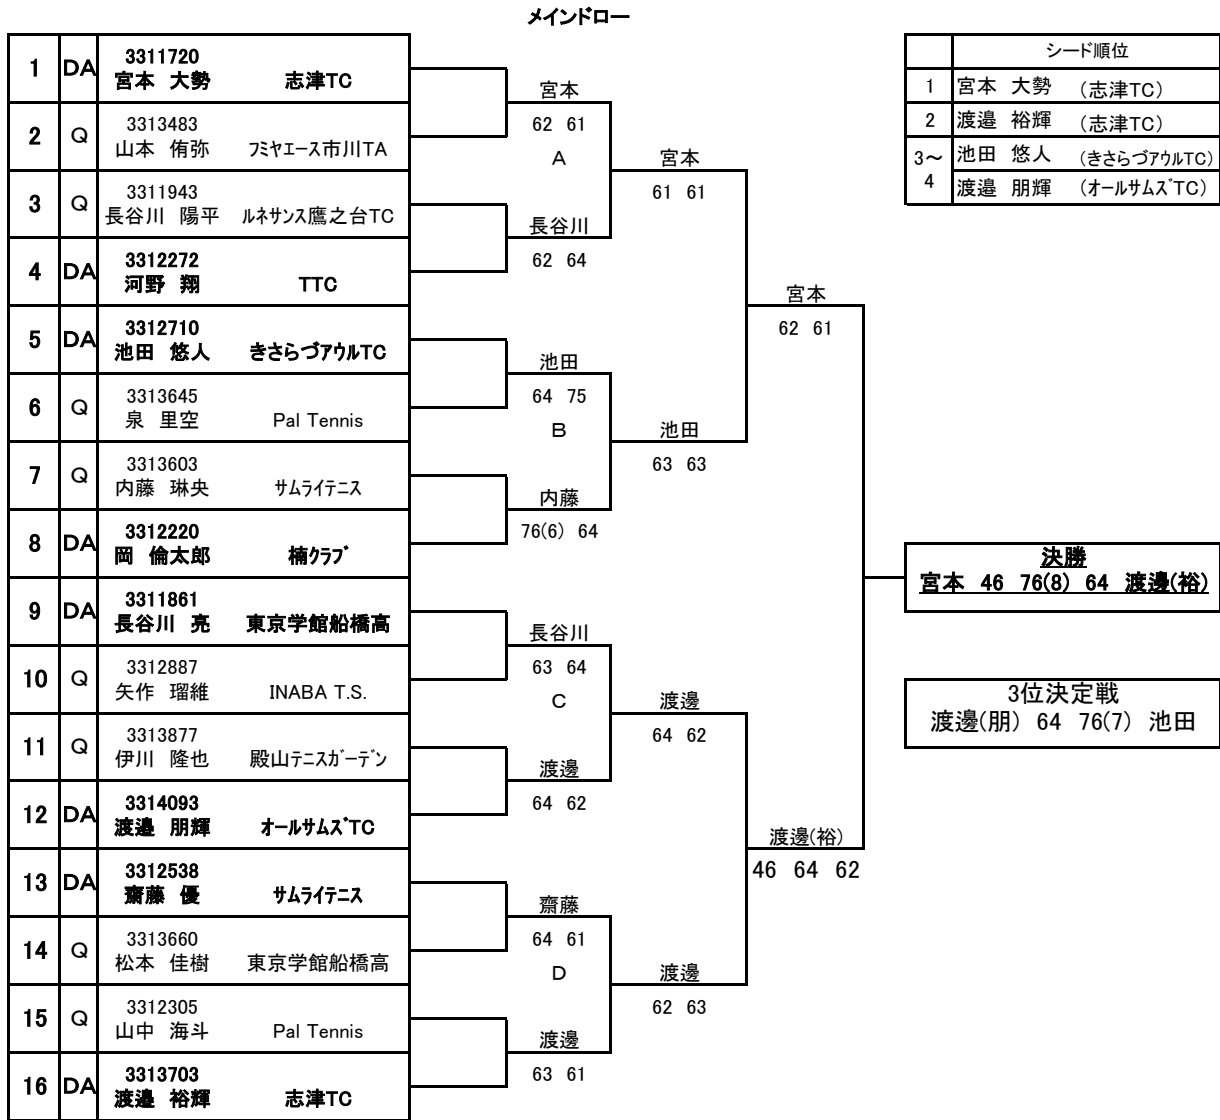 メインドロー
1 DA 3311720
宮本 大勢 志津TC
2 Q 3313483
山本 侑弥 フミヤエース市川TA
3 Q 3311943
長谷川 陽平 ルネサンス鷹之台TC
4 DA 3312272
河野 翔 TTC
5 DA 3312710
池田 悠人 きさらづアウルTC
6 Q 3313645
泉 里空 Pal Tennis
7 Q 3313603
内藤 琳央 サムライテニス
8 DA 3312220
岡 倫太郎 楠クラブ
9 DA 3311861
長谷川 亮 東京学館船橋高
10 Q 3312887
矢作 瑠維 INABA T.S.
11 Q 3313877
伊川 隆也 殿山テニスガーデン
12 DA 3314093
渡邉 朋輝 オールサムズTC
13 DA 3312538
齋藤 優 サムライテニス
14 Q 3313660
松本 佳樹 東京学館船橋高
15 Q 3312305
山中 海斗 Pal Tennis
16 DA 3313703
渡邉 裕輝 志津TC
宮本
62 61
A
長谷川
62 64
池田
64 75
B
内藤
76(6) 64
長谷川
63 64
C
渡邊
64 62
齋藤
64 61
D
渡邊
63 61
宮本
61 61
池田
63 63
渡邊
64 62
渡邊
62 63
宮本
62 61
渡邊(裕)
46 64 62
シード順位
1 宮本 大勢 (志津TC)
2 渡邉 裕輝 (志津TC)
3~4 池田 悠人 (きさらづアウルTC)
渡邉 朋輝 (オールサムズTC)
決勝
宮本 46 76(8) 64 渡邊(裕)
3位決定戦
渡邊(朋) 64 76(7) 池田